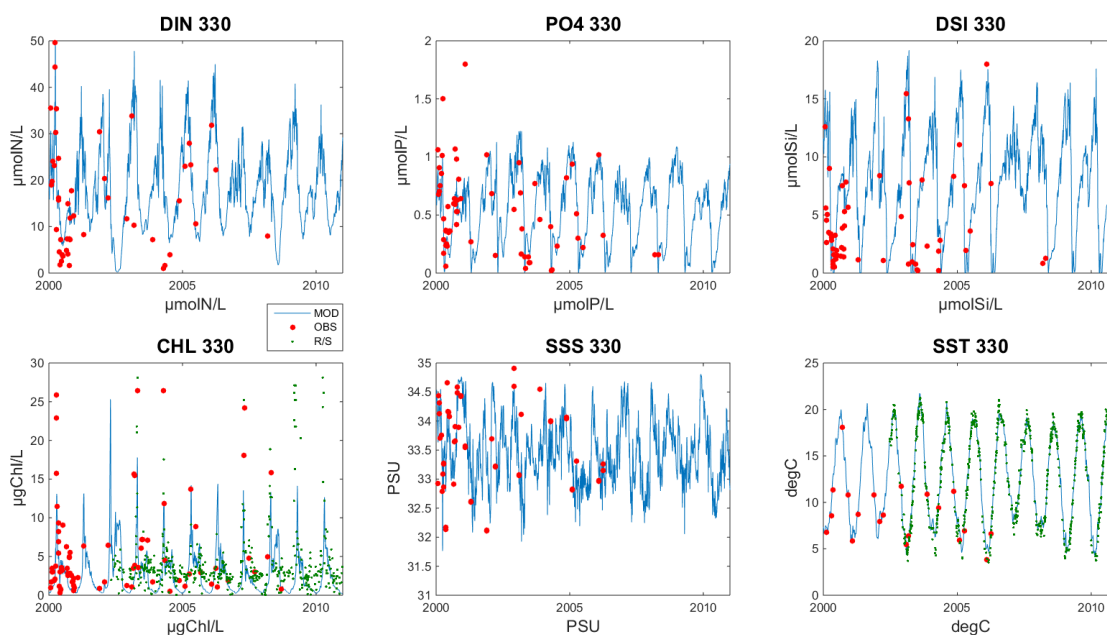 DIN 330
PO4 330
DSI 330
50
40
30
20
10
0
µmolN/L
2000
2005
2010
µmolN/L
2
1.5
1
0.5
0
µmolP/L
2000
2005
2010
µmolP/L
20
15
10
5
0
µmolSi/L
2000
2005
2010
µmolSi/L
MOD
OBS
R/S
CHL 330
SSS 330
SST 330
30
25
20
15
10
5
0
µgChl/L
2000
2005
2010
µgChl/L
35
34.5
34
33.5
33
32.5
32
31.5
31
PSU
2000
2005
2010
PSU
25
20
15
10
5
0
degC
2000
2005
2010
degC